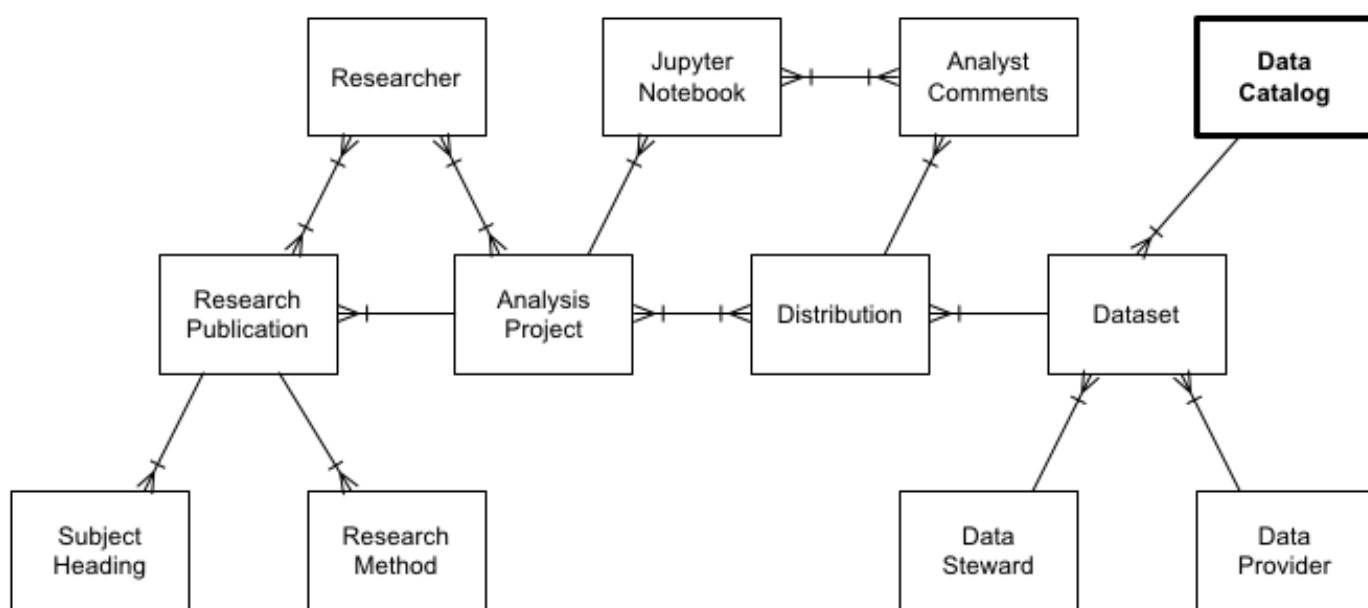 Researcher
Jupyter
Notebook
Analyst
Comments
Data
Catalog
Research
Publication
Analysis
Project
Distribution
Dataset
Subject
Heading
Research
Method
Data
Steward
Data
Provider